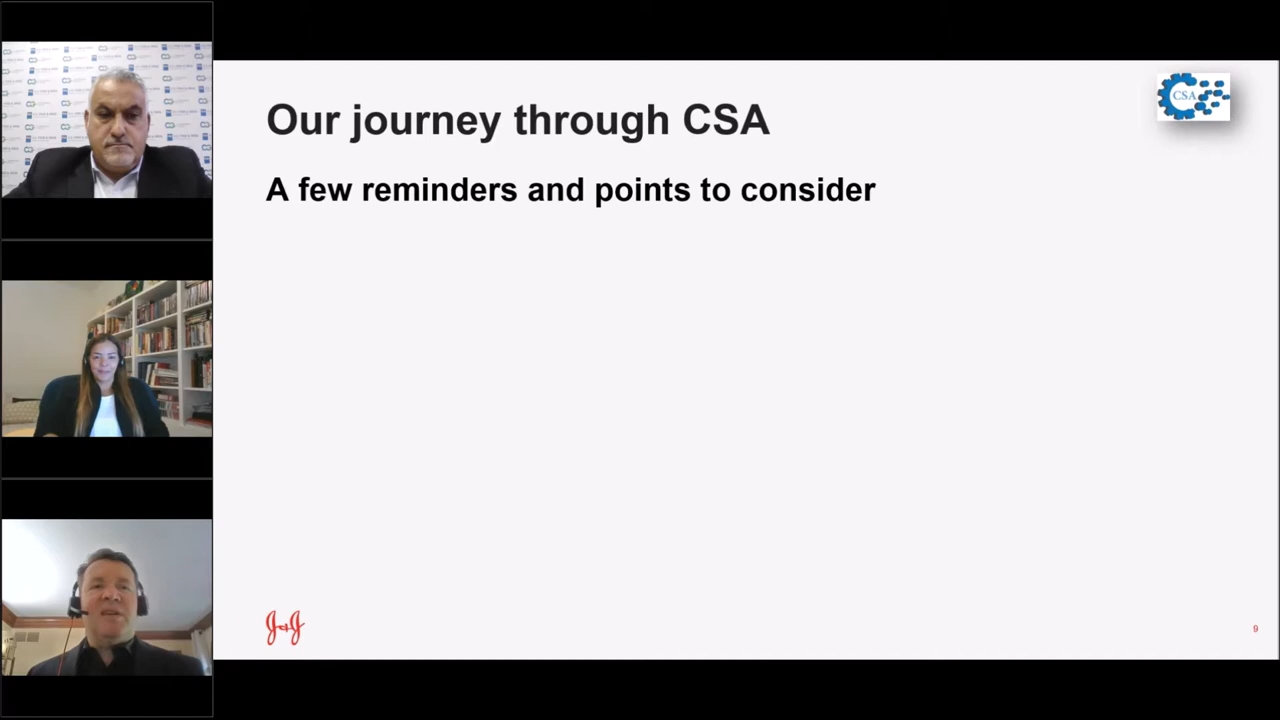 Our journey through CSA
A few reminders and points to consider
CSA
J&J
9